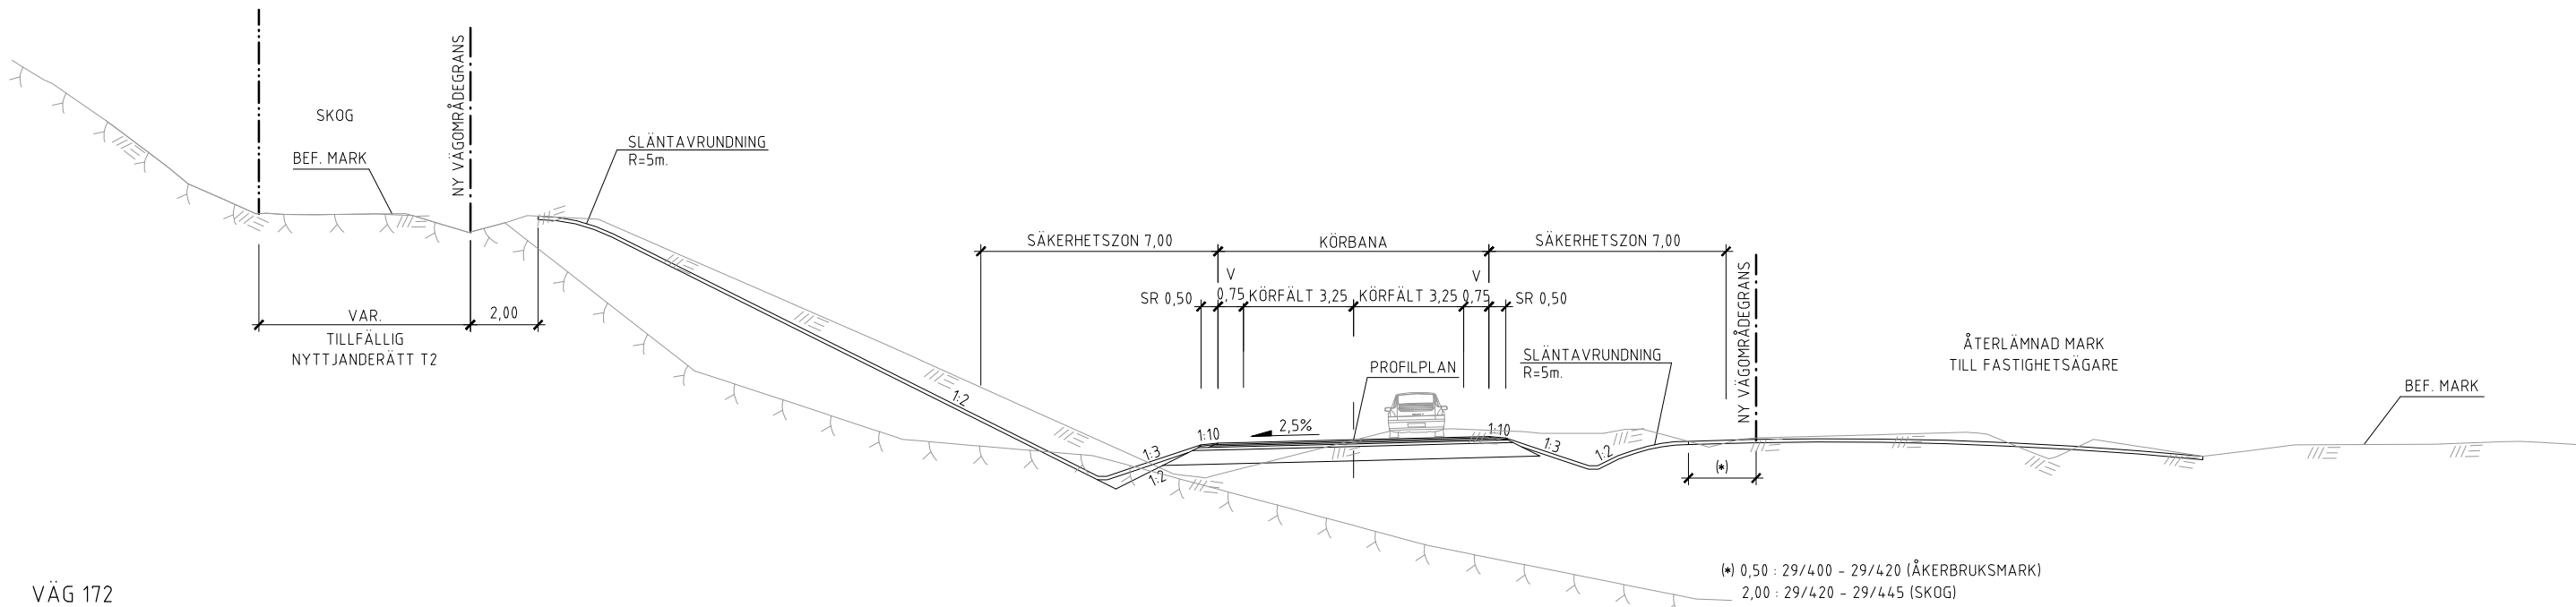 SKOG
BEF. MARK
NY VÄGOMRÅDEGRANS
SLÄNTAVRUNDNING
R=5m.
VAR.
2,00
TILLFÄLLIG
NYTTJANDERÄTT T2
SÄKERHETSZON 7,00
KÖRBANA
SÄKERHETSZON 7,00
V
V
SR 0,50
0,75
KÖRFÄLT 3,25
KÖRFÄLT 3,25
0,75
SR 0,50
NY VÄGOMRÅDEGRANS
PROFILPLAN
SLÄNTAVRUNDNING
R=5m.
ÅTERLÄMNAD MARK
TILL FASTIGHETSÄGARE
BEF. MARK
1:2
1:3
1:2
1:10
2,5%
1:10
1:3
1:2
(*)
(*) 0,50 : 29/400 - 29/420 (ÅKERBRUKSMARK)
2,00 : 29/420 - 29/445 (SKOG)
VÄG 172